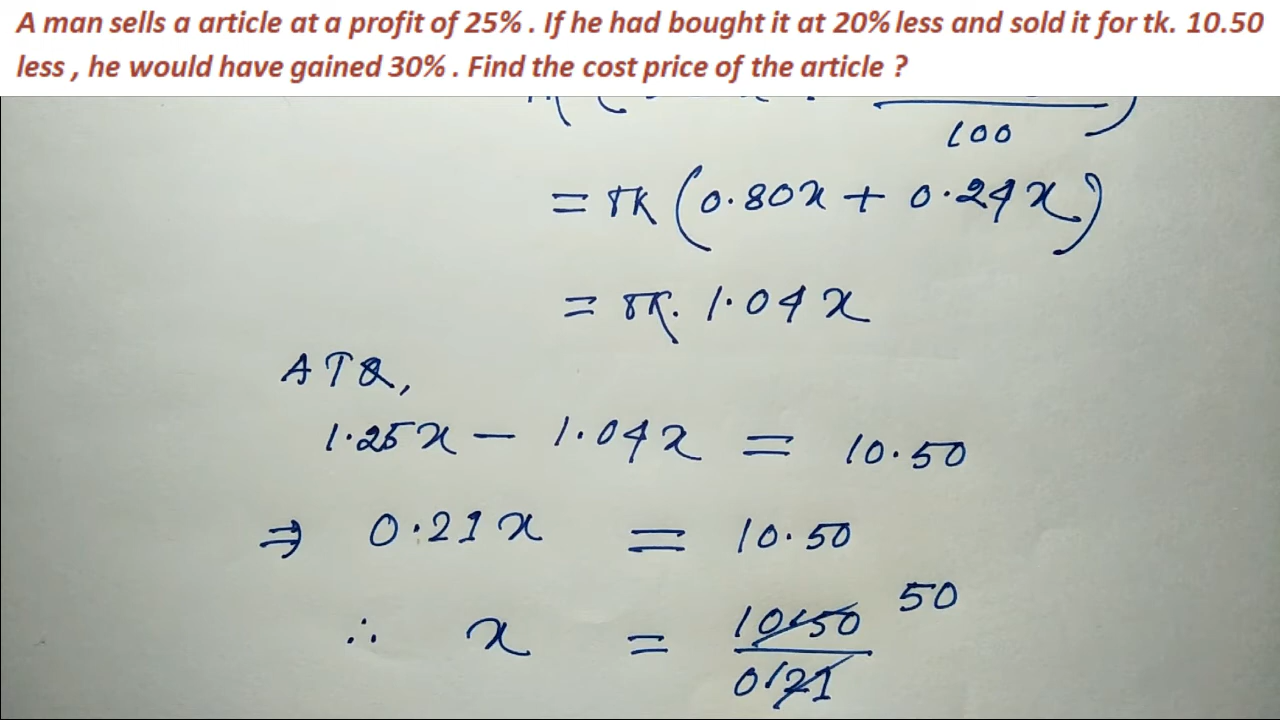 A man sells a article at a profit of 25% . If he had bought it at 20% less and sold it for tk. 10.50
less , he would have gained 30% . Find the cost price of the article ?
100
= TK (0.80x + 0.24x)
= TK. 1.04x
ATQ,
1.25x - 1.04x = 10.50
⇒ 0.21x = 10.50
50
∴ x = 10.50
0.21